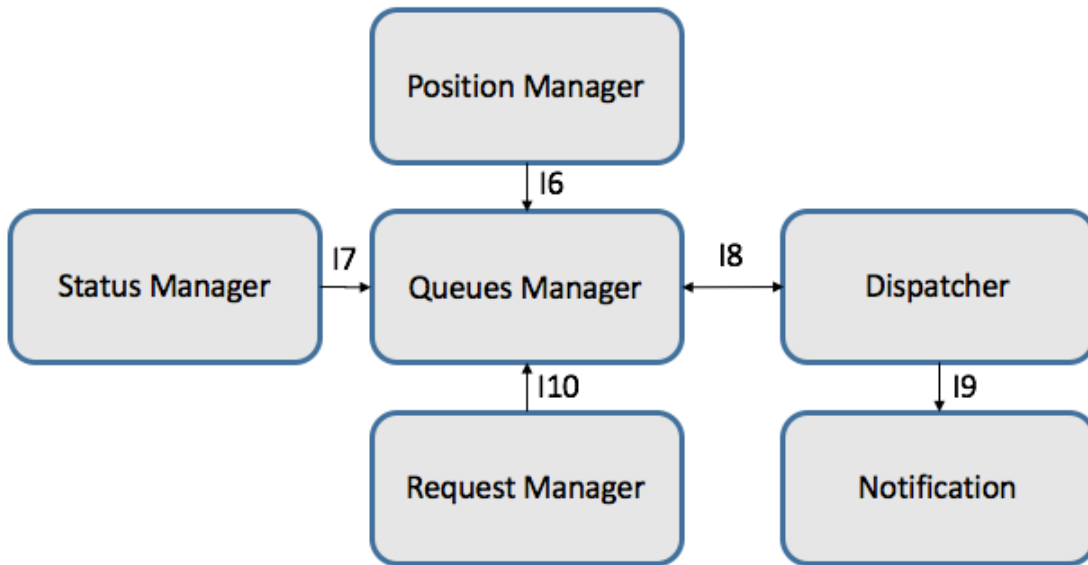 Position Manager
I6
Status Manager
I7
Queues Manager
I8
Dispatcher
I10
I9
Request Manager
Notification